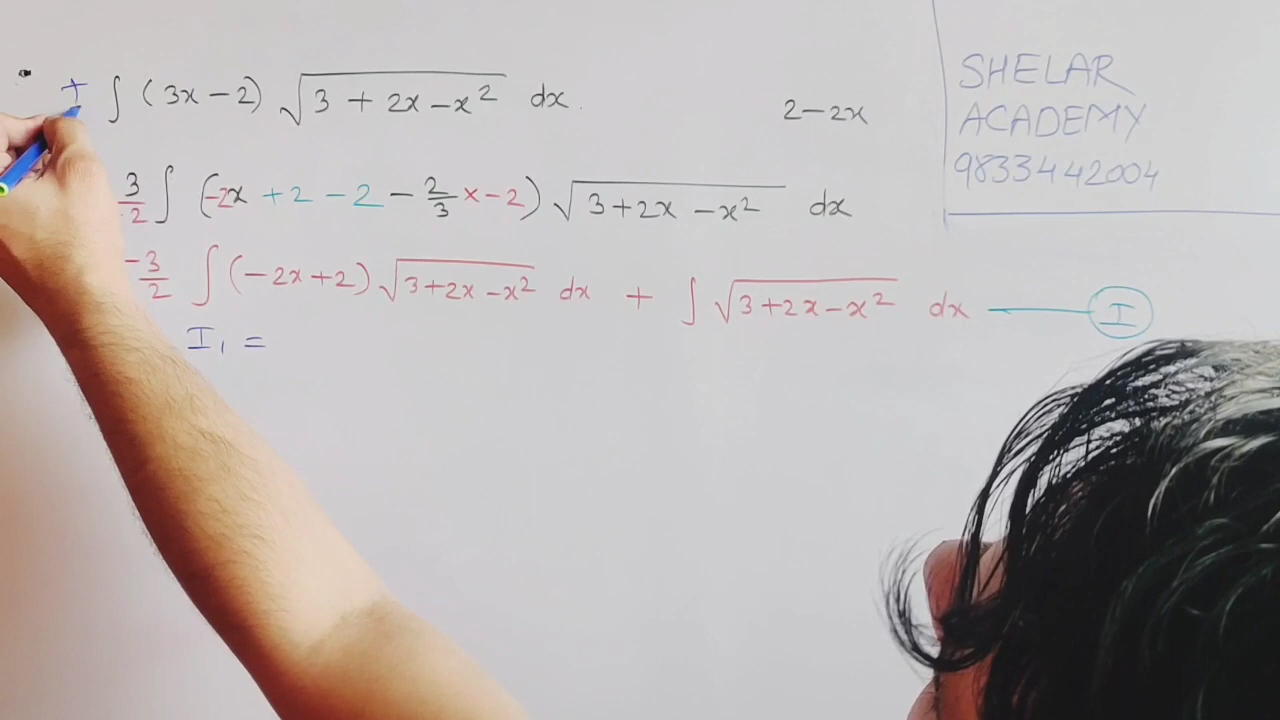 I ∫ (3x - 2) √(3 + 2x - x²) dx.
2 - 2x
3/2 ∫ (-2x + 2 - 2 - 2/3 x - 2) √(3 + 2x - x²) dx
-3/2 ∫ (-2x + 2) √(3 + 2x - x²) dx + ∫ √(3 + 2x - x²) dx — I
I₁ =
SHELAR
ACADEMY
9833442004